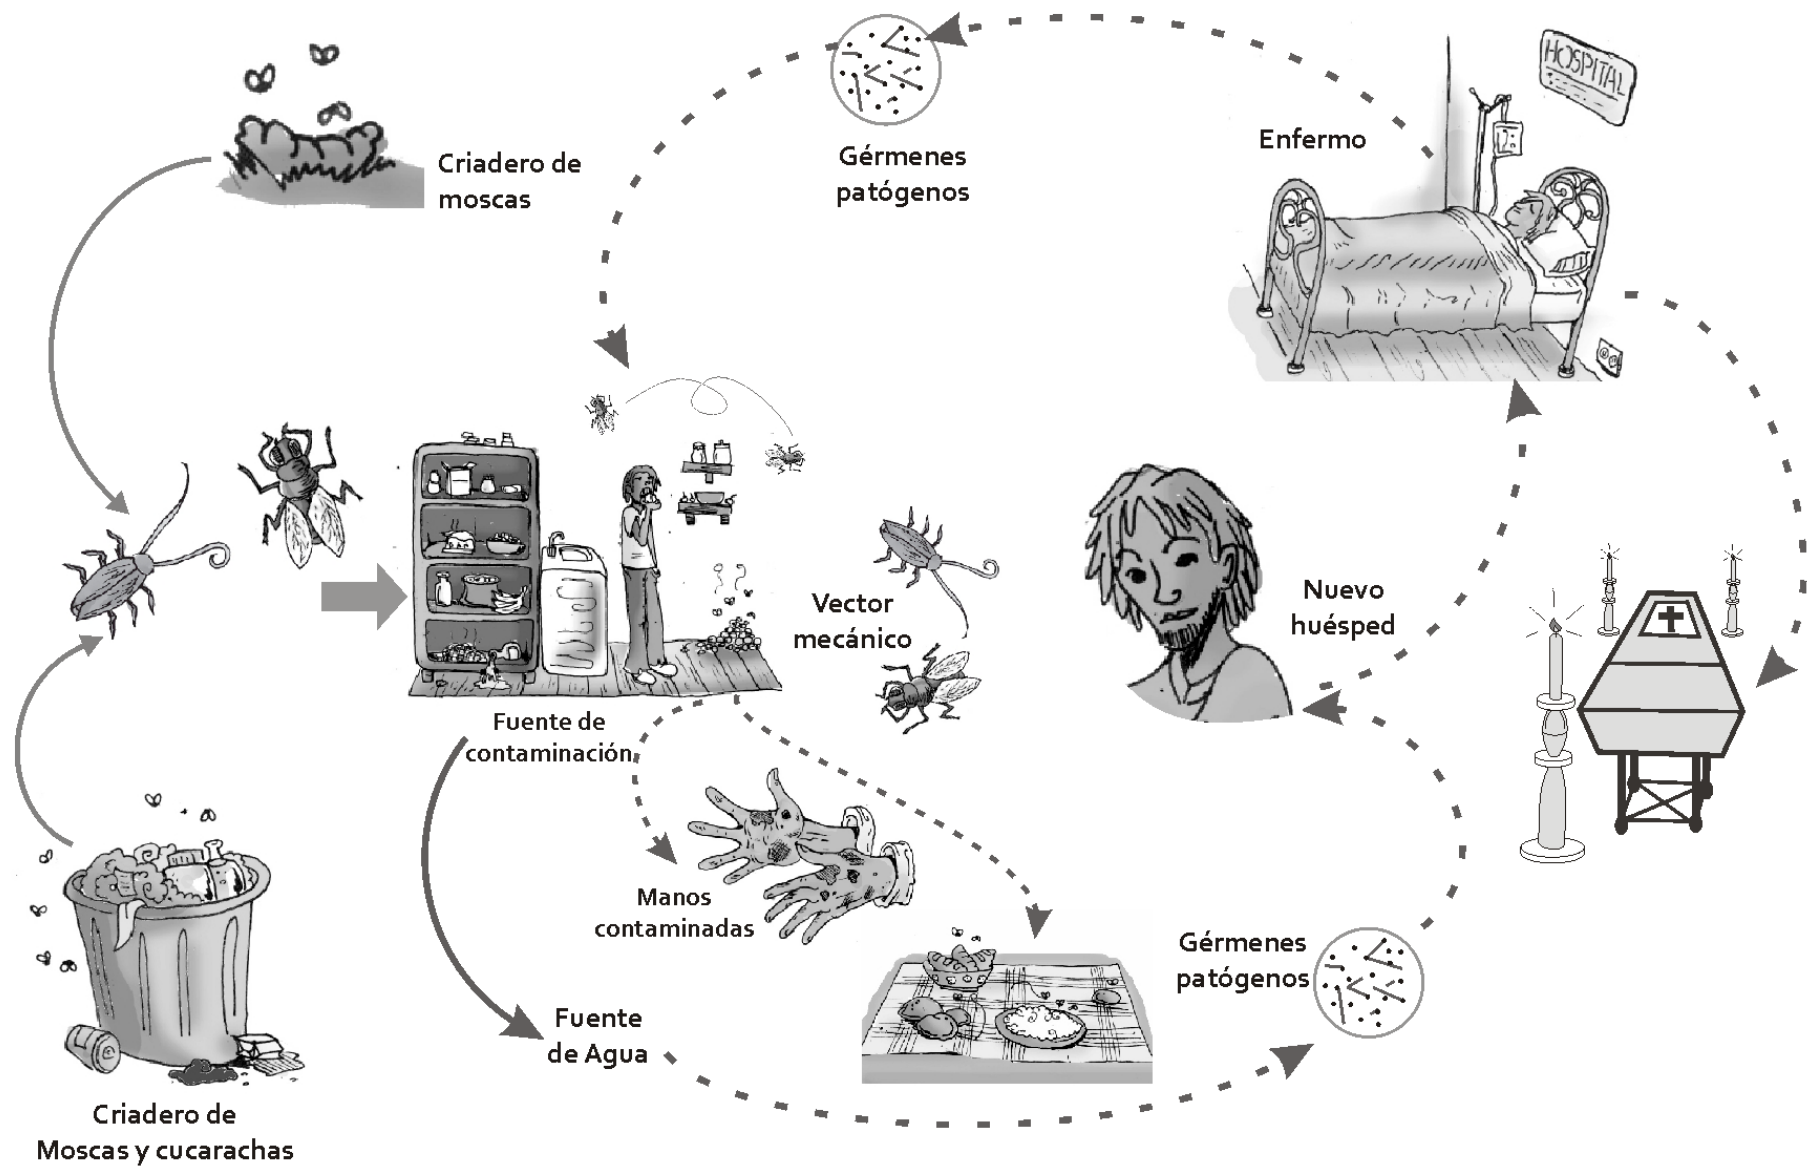 HOSPITAL
Enfermo
Gérmenes
patógenos
Criadero de
moscas
Vector
mecánico
Nuevo
huésped
Fuente de
contaminación
Manos
contaminadas
Gérmenes
patógenos
Fuente
de Agua
Criadero de
Moscas y cucarachas